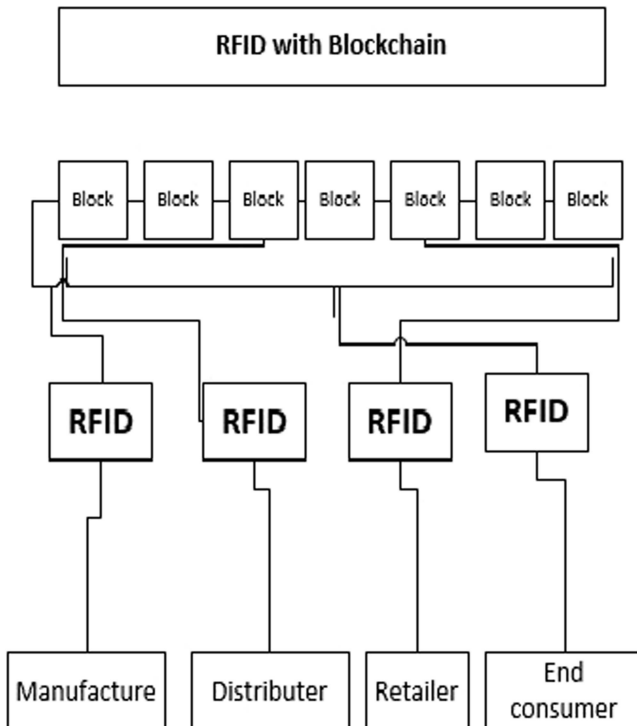 RFID with Blockchain
Block Block Block Block Block Block Block
RFID RFID RFID RFID
Manufacture Distributer Retailer End
consumer